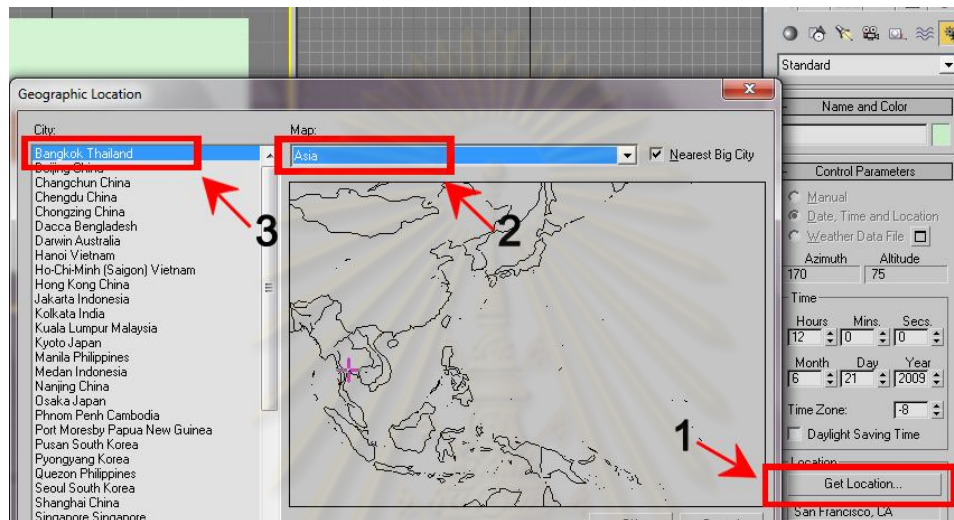 Geographic Location
City:
Map:
Bangkok Thailand
Asia
Nearest Big City
Beijing China
Changchun China
Chengdu China
Chongzing China
Dacca Bengladesh
Darwin Australia
Hanoi Vietnam
Ho-Chi-Minh (Saigon) Vietnam
Hong Kong China
Jakarta Indonesia
Kolkata India
Kuala Lumpur Malaysia
Kyoto Japan
Manila Philippines
Medan Indonesia
Nanjing China
Osaka Japan
Phnom Penh Cambodia
Port Moresby Papua New Guinea
Pusan South Korea
Pyongyang Korea
Quezon Philippines
Seoul South Korea
Shanghai China
Singapore Singapore
3
2
1
Standard
Name and Color
Control Parameters
Manual
Date, Time and Location
Weather Data File
Azimuth Altitude
170 75
Time
Hours Mins. Secs.
12 0 0
Month Day Year
6 21 2009
Time Zone: -8
Daylight Saving Time
Location
Get Location...
San Francisco, CA